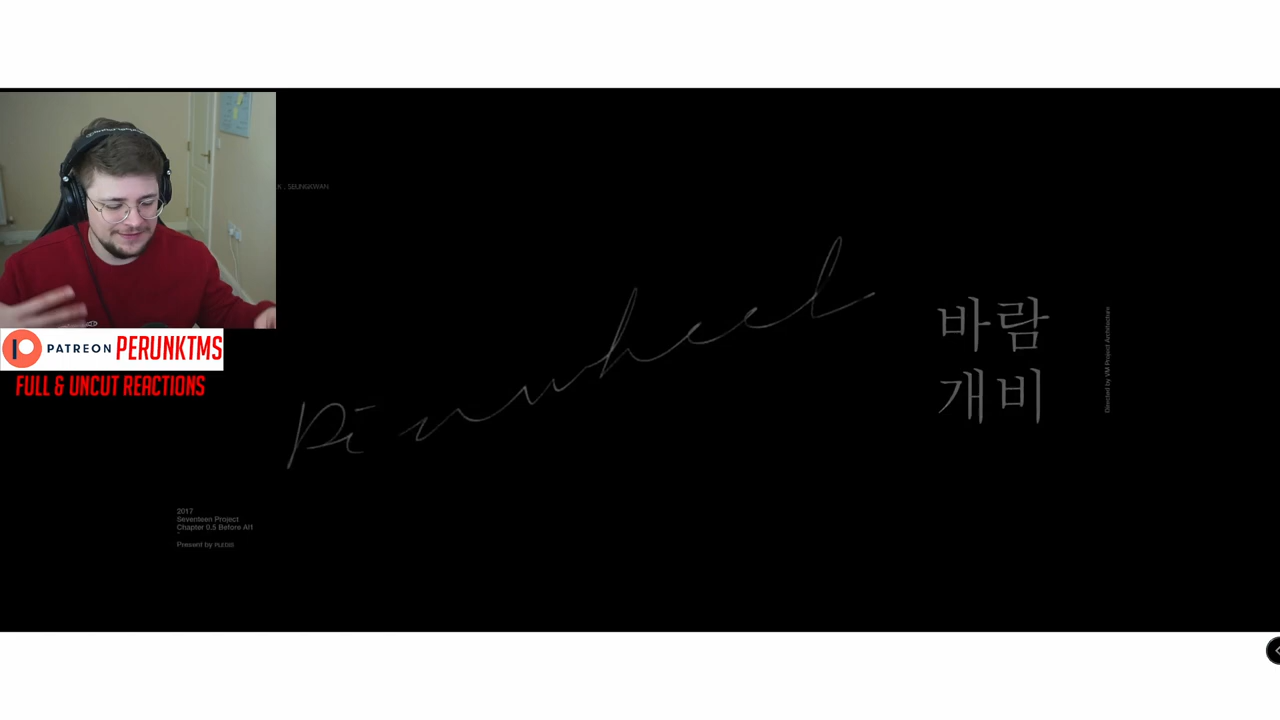 K . SEUNGKWAN
Pinwheel
바람
개비
Directed by VM Project Architecture
PATREON PERUNKTMS
FULL & UNCUT REACTIONS
2017
Seventeen Project
Chapter 0.5 Before Al1
Present by PLEDIS